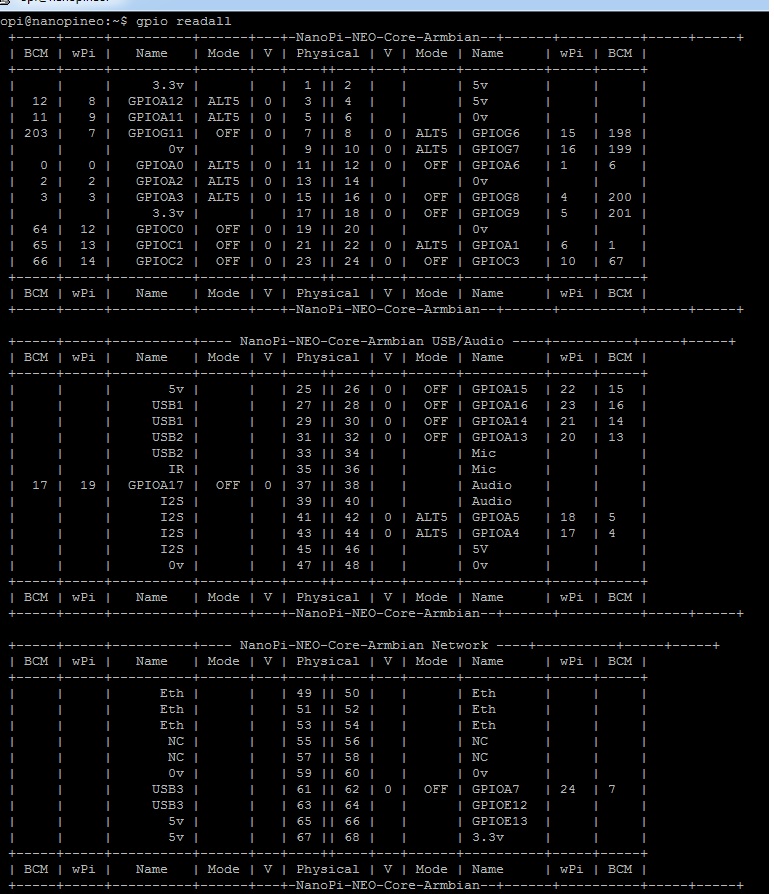 opi@nanopineo:~$ gpio readall
+-----+-----+----------+------+---+-NanoPi-NEO-Core-Armbian--+------+----------+-----+-----+
| BCM | wPi |   Name   | Mode | V | Physical | V | Mode | Name     | wPi | BCM |
+-----+-----+----------+------+---+----++----+---+------+----------+-----+-----+
|     |     |     3.3v |      |   |  1 || 2  |   |      | 5v       |     |     |
|  12 |   8 |  GPIOA12 | ALT5 | 0 |  3 || 4  |   |      | 5v       |     |     |
|  11 |   9 |  GPIOA11 | ALT5 | 0 |  5 || 6  |   |      | 0v       |     |     |
| 203 |   7 |  GPIOG11 |  OFF | 0 |  7 || 8  | 0 | ALT5 | GPIOG6   | 15  | 198 |
|     |     |       0v |      |   |  9 || 10 | 0 | ALT5 | GPIOG7   | 16  | 199 |
|   0 |   0 |   GPIOA0 | ALT5 | 0 | 11 || 12 | 0 |  OFF | GPIOA6   | 1   | 6   |
|   2 |   2 |   GPIOA2 | ALT5 | 0 | 13 || 14 |   |      | 0v       |     |     |
|   3 |   3 |   GPIOA3 | ALT5 | 0 | 15 || 16 | 0 |  OFF | GPIOG8   | 4   | 200 |
|     |     |     3.3v |      |   | 17 || 18 | 0 |  OFF | GPIOG9   | 5   | 201 |
|  64 |  12 |   GPIOC0 |  OFF | 0 | 19 || 20 |   |      | 0v       |     |     |
|  65 |  13 |   GPIOC1 |  OFF | 0 | 21 || 22 | 0 | ALT5 | GPIOA1   | 6   | 1   |
|  66 |  14 |   GPIOC2 |  OFF | 0 | 23 || 24 | 0 |  OFF | GPIOC3   | 10  | 67  |
+-----+-----+----------+------+---+----++----+---+------+----------+-----+-----+
| BCM | wPi |   Name   | Mode | V | Physical | V | Mode | Name     | wPi | BCM |
+-----+-----+----------+------+---+-NanoPi-NEO-Core-Armbian--+------+----------+-----+-----+
+-----+-----+----------+---- NanoPi-NEO-Core-Armbian USB/Audio ----+----------+-----+-----+
| BCM | wPi |   Name   | Mode | V | Physical | V | Mode | Name     | wPi | BCM |
+-----+-----+----------+------+---+----++----+---+------+----------+-----+-----+
|     |     |       5v |      |   | 25 || 26 | 0 |  OFF | GPIOA15  | 22  | 15  |
|     |     |     USB1 |      |   | 27 || 28 | 0 |  OFF | GPIOA16  | 23  | 16  |
|     |     |     USB1 |      |   | 29 || 30 | 0 |  OFF | GPIOA14  | 21  | 14  |
|     |     |     USB2 |      |   | 31 || 32 | 0 |  OFF | GPIOA13  | 20  | 13  |
|     |     |     USB2 |      |   | 33 || 34 |   |      | Mic      |     |     |
|     |     |       IR |      |   | 35 || 36 |   |      | Mic      |     |     |
|  17 |  19 |  GPIOA17 |  OFF | 0 | 37 || 38 |   |      | Audio    |     |     |
|     |     |      I2S |      |   | 39 || 40 |   |      | Audio    |     |     |
|     |     |      I2S |      |   | 41 || 42 | 0 | ALT5 | GPIOA5   | 18  | 5   |
|     |     |      I2S |      |   | 43 || 44 | 0 | ALT5 | GPIOA4   | 17  | 4   |
|     |     |      I2S |      |   | 45 || 46 |   |      | 5V       |     |     |
|     |     |       0v |      |   | 47 || 48 |   |      | 0v       |     |     |
+-----+-----+----------+------+---+----++----+---+------+----------+-----+-----+
| BCM | wPi |   Name   | Mode | V | Physical | V | Mode | Name     | wPi | BCM |
+-----+-----+----------+------+---+-NanoPi-NEO-Core-Armbian--+------+----------+-----+-----+
+-----+-----+----------+---- NanoPi-NEO-Core-Armbian Network ----+----------+-----+-----+
| BCM | wPi |   Name   | Mode | V | Physical | V | Mode | Name     | wPi | BCM |
+-----+-----+----------+------+---+----++----+---+------+----------+-----+-----+
|     |     |      Eth |      |   | 49 || 50 |   |      | Eth      |     |     |
|     |     |      Eth |      |   | 51 || 52 |   |      | Eth      |     |     |
|     |     |      Eth |      |   | 53 || 54 |   |      | Eth      |     |     |
|     |     |       NC |      |   | 55 || 56 |   |      | NC       |     |     |
|     |     |       NC |      |   | 57 || 58 |   |      | NC       |     |     |
|     |     |       0v |      |   | 59 || 60 |   |      | 0v       |     |     |
|     |     |     USB3 |      |   | 61 || 62 | 0 |  OFF | GPIOA7   | 24  | 7   |
|     |     |     USB3 |      |   | 63 || 64 |   |      | GPIOE12  |     |     |
|     |     |       5v |      |   | 65 || 66 |   |      | GPIOE13  |     |     |
|     |     |       5v |      |   | 67 || 68 |   |      | 3.3v     |     |     |
+-----+-----+----------+------+---+----++----+---+------+----------+-----+-----+
| BCM | wPi |   Name   | Mode | V | Physical | V | Mode | Name     | wPi | BCM |
+-----+-----+----------+------+---+-NanoPi-NEO-Core-Armbian--+------+----------+-----+-----+